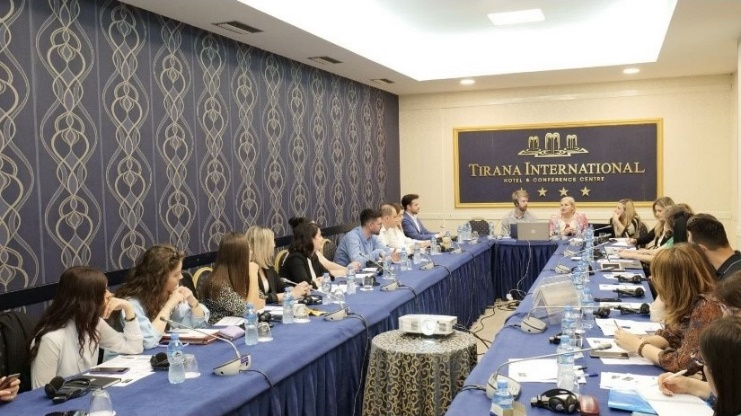 TIRANA INTERNATIONAL
HOTEL & CONFERENCE CENTRE